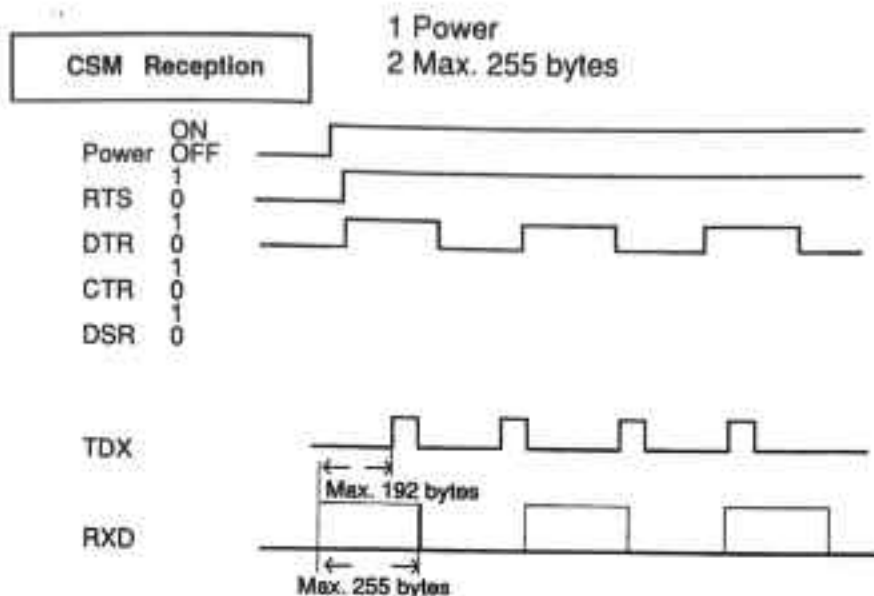 1 Power
2 Max. 255 bytes
CSM Reception
ON
Power OFF
1
RTS 0
1
DTR 0
1
CTR 0
1
DSR 0
TDX
Max. 192 bytes
RXD
Max. 255 bytes